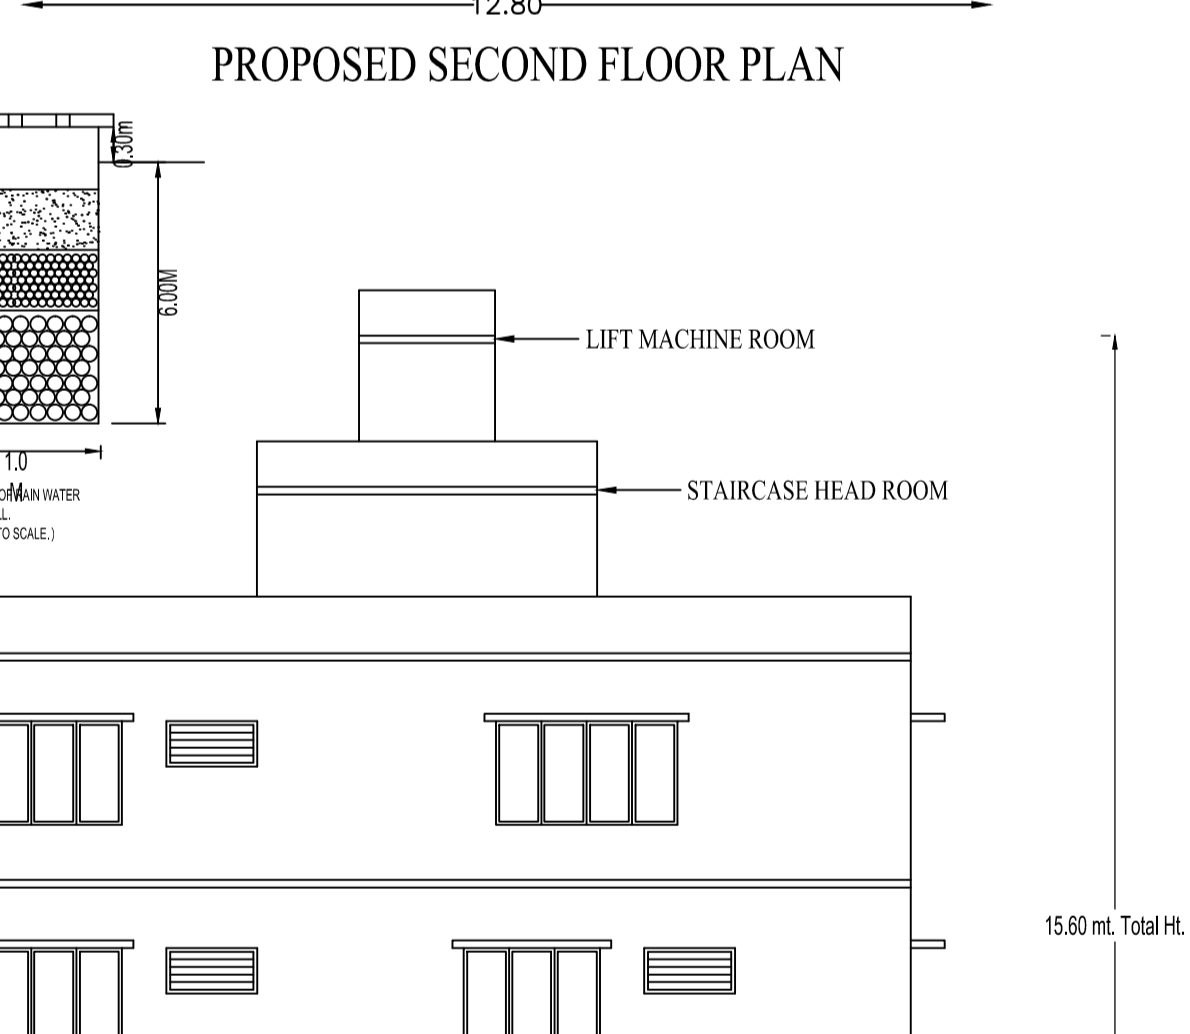 12.80
PROPOSED SECOND FLOOR PLAN
0.30m
6.00M
LIFT MACHINE ROOM
1.0
M
STAIRCASE HEAD ROOM
WATER
TO SCALE.)
15.60 mt. Total Ht.